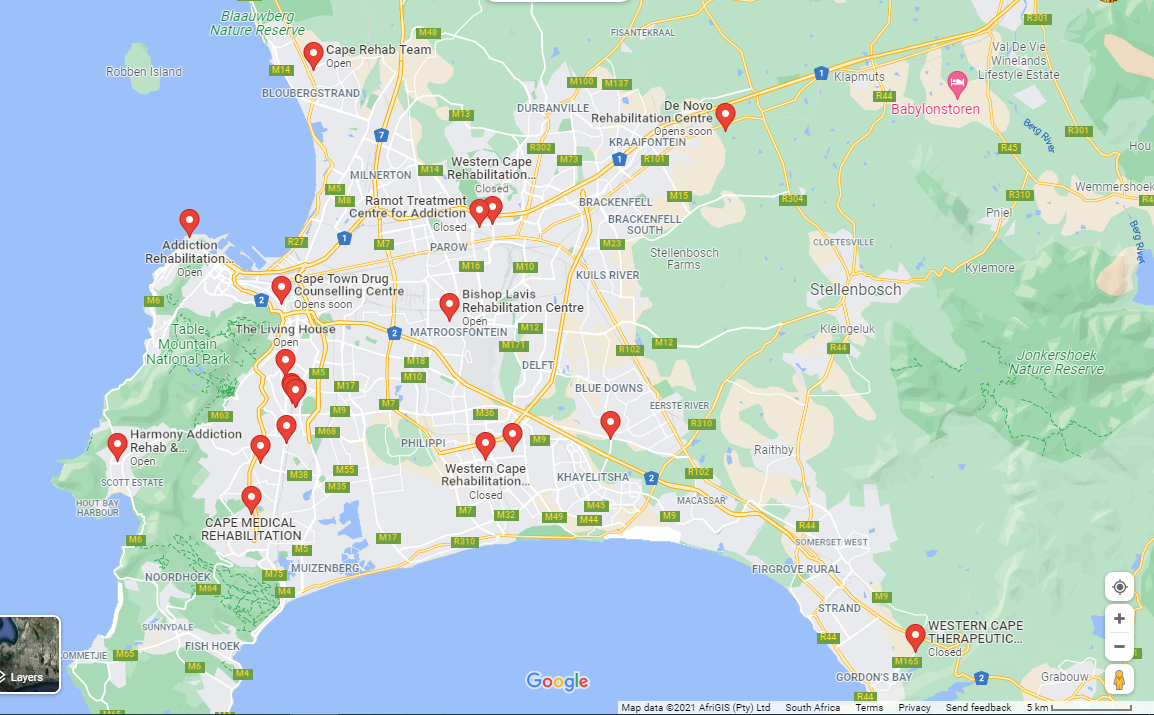 Blaauwberg
Nature Reserve
M48
FISANTEKRAAL
R301
Cape Rehab Team
Open
Val De Vie
Winelands
Lifestyle Estate
Robben Island
M14
1
Klapmuts
BLOUBERGSTRAND
M100
M137
R44
Babylonstoren
DURBANVILLE
De Novo
Rehabilitation Centre
Opens soon
M13
Berg River
7
KRAAIFONTEIN
R301
R302
R45
Hou
Western Cape
Rehabilitation...
Closed
M73
1
R101
M14
MILNERTON
M5
M8
M15
R310
Wemmershoek
R304
R4
Ramot Treatment
Centre for Addiction
Closed
BRACKENFELL
BRACKENFELL
SOUTH
Pniel
Berg River
R27
1
M7
PAROW
M23
CLOETESVILLE
Addiction
Rehabilitation...
Open
Stellenbosch
Farms
M16
M10
KUILS RIVER
Kylemore
Cape Town Drug
Counselling Centre
Opens soon
Stellenbosch
M6
2
Bishop Lavis
Rehabilitation Centre
Open
The Living House
Open
Table
Mountain
National Park
2
MATROOSFONTEIN
M12
M171
Kleingeluk
R102
M12
R44
M18
DELFT
Jonkershoek
Nature Reserve
M5
M10
M17
BLUE DOWNS
M7
M9
M36
EERSTE RIVER
M63
R310
M68
Harmony Addiction
Rehab &...
Open
PHILIPPI
M9
Raithby
SCOTT ESTATE
M38
M55
M35
Western Cape
Rehabilitation...
Closed
KHAYELITSHA
2
R102
HOUT BAY
HARBOUR
MACASSAR
M7
M32
M49
M45
M44
M9
CAPE MEDICAL
REHABILITATION
R44
M6
M17
R310
SOMERSET WEST
M5
MUIZENBERG
FIRGROVE RURAL
NOORDHOEK
M75
M64
M4
M9
STRAND
WESTERN CAPE
THERAPEUTIC...
Closed
SUNNYDALE
R44
FISH HOEK
OMMETJIE
M65
M6
M4
M165
Layers
GORDON'S BAY
2
Grabouw
Google
R44
M65
Map data ©2021 AfriGIS (Pty) Ltd South Africa Terms Privacy Send feedback 5 km